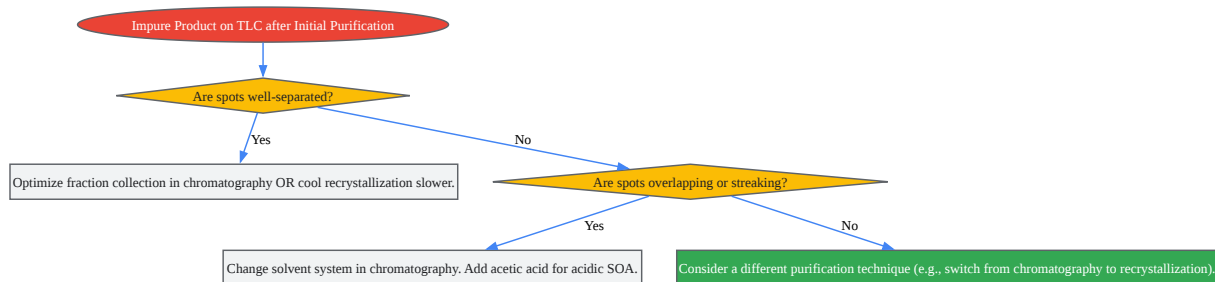 Impure Product on TLC after Initial Purification
Are spots well-separated?
Yes
No
Optimize fraction collection in chromatography OR cool recrystallization slower.
Are spots overlapping or streaking?
Yes
No
Change solvent system in chromatography. Add acetic acid for acidic SOA.
Consider a different purification technique (e.g., switch from chromatography to recrystallization).